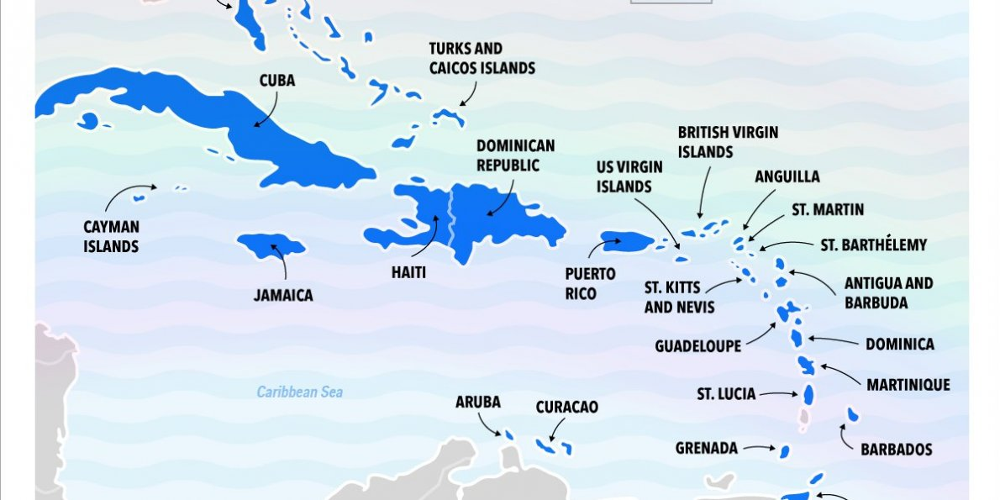 TURKS AND
CAICOS ISLANDS
CUBA
DOMINICAN
REPUBLIC
BRITISH VIRGIN
ISLANDS
US VIRGIN
ISLANDS
ANGUILLA
ST. MARTIN
CAYMAN
ISLANDS
ST. BARTHÉLEMY
HAITI
PUERTO
RICO
ST. KITTS
AND NEVIS
ANTIGUA AND
BARBUDA
JAMAICA
GUADELOUPE
DOMINICA
MARTINIQUE
Caribbean Sea
ST. LUCIA
ARUBA
CURACAO
GRENADA
BARBADOS